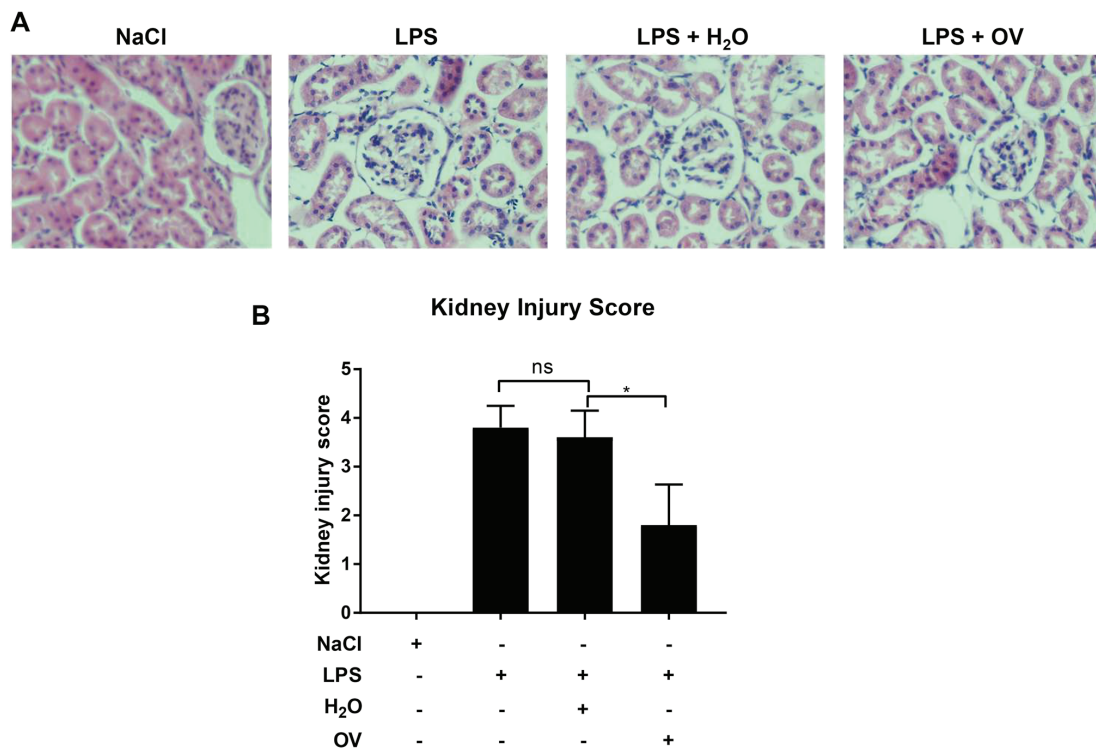 A
NaCl
LPS
LPS + H₂O
LPS + OV
B
Kidney Injury Score
Kidney injury score
5
4
3
2
1
0
ns
*
NaCl + - - -
LPS - + + +
H₂O - - + -
OV - - - +